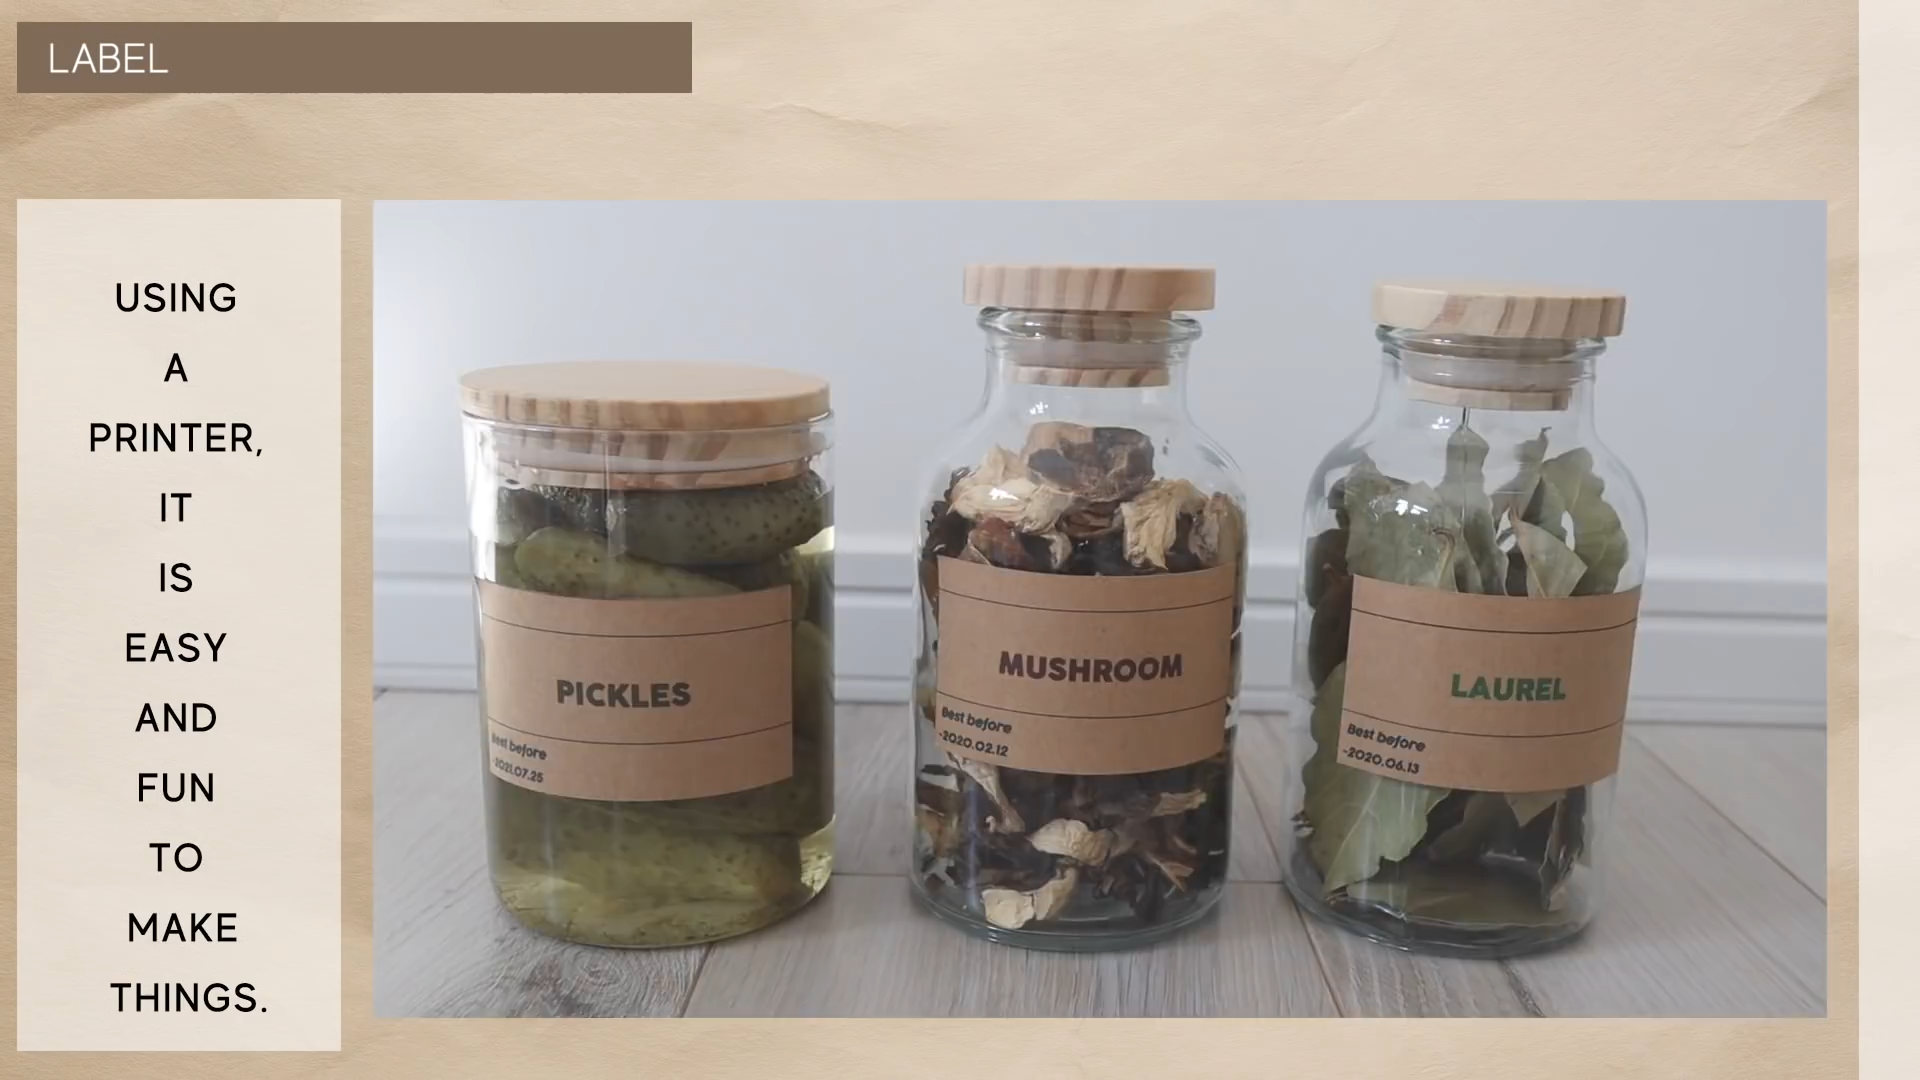 LABEL
USING
A
PRINTER,
IT
IS
EASY
AND
FUN
TO
MAKE
THINGS.
PICKLES
Best before
-2021.07.25
MUSHROOM
Best before
-2020.02.12
LAUREL
Best before
-2020.06.13